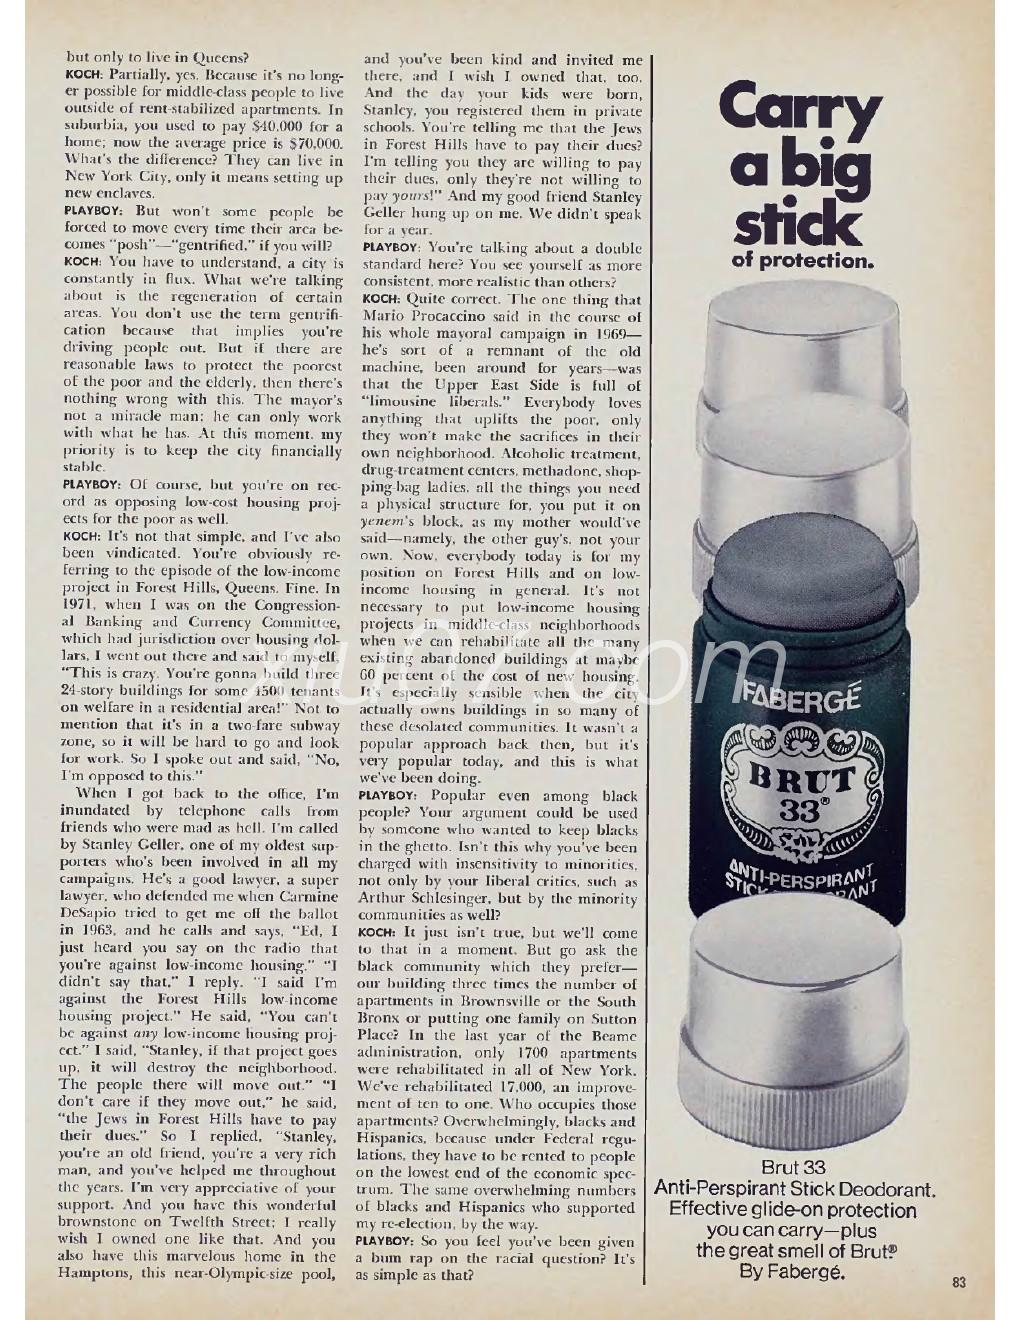 but only to live in Queens?
KOCH: Partially, yes. Because it's no long-
er possible for middle-class people to live
outside of rent-stabilized apartments. In
suburbia, you used to pay $40,000 for a
home; now the average price is $70,000.
What's the difference? They can live in
New York City, only it means setting up
new enclaves.
PLAYBOY: But won't some people be
forced to move every time their area be-
comes "posh"—"gentrified," if you will?
KOCH: You have to understand, a city is
constantly in flux. What we're talking
about is the regeneration of certain
areas. You don't use the term gentrifi-
cation because that implies you're
driving people out. But if there are
reasonable laws to protect the poorest
of the poor and the elderly, then there's
nothing wrong with this. The mayor's
not a miracle man; he can only work
with what he has. At this moment, my
priority is to keep the city financially
stable.
PLAYBOY: Of course, but you're on rec-
ord as opposing low-cost housing proj-
ects for the poor as well.
KOCH: It's not that simple, and I've also
been vindicated. You're obviously re-
ferring to the episode of the low-income
project in Forest Hills, Queens. Fine. In
1971, when I was on the Congression-
al Banking and Currency Committee,
which had jurisdiction over housing dol-
lars, I went out there and said to myself,
"This is crazy. You're gonna build three
24-story buildings for some 4500 tenants
on welfare in a residential area!" Not to
mention that it's in a two-fare subway
zone, so it will be hard to go and look
for work. So I spoke out and said, "No,
I'm opposed to this."
When I got back to the office, I'm
inundated by telephone calls from
friends who were mad as hell. I'm called
by Stanley Geller, one of my oldest sup-
porters who's been involved in all my
campaigns. He's a good lawyer, a super
lawyer, who defended me when Carmine
DeSapio tried to get me off the ballot
in 1963, and he calls and says, "Ed, I
just heard you say on the radio that
you're against low-income housing." "I
didn't say that," I reply. "I said I'm
against the Forest Hills low-income
housing project." He said, "You can't
be against any low-income housing proj-
ect." I said, "Stanley, if that project goes
up, it will destroy the neighborhood.
The people there will move out." "I
don't care if they move out," he said,
"the Jews in Forest Hills have to pay
their dues." So I replied, "Stanley,
you're an old friend, you're a very rich
man, and you've helped me throughout
the years. I'm very appreciative of your
support. And you have this wonderful
brownstone on Twelfth Street; I really
wish I owned one like that. And you
also have this marvelous home in the
Hamptons, this near-Olympic-size pool,
and you've been kind and invited me
there, and I wish I owned that, too.
And the day your kids were born,
Stanley, you registered them in private
schools. You're telling me that the Jews
in Forest Hills have to pay their dues?
I'm telling you they are willing to pay
their dues, only they're not willing to
pay yours!" And my good friend Stanley
Geller hung up on me. We didn't speak
for a year.
PLAYBOY: You're talking about a double
standard here? You see yourself as more
consistent, more realistic than others?
KOCH: Quite correct. The one thing that
Mario Procaccino said in the course of
his whole mayoral campaign in 1969—
he's sort of a remnant of the old
machine, been around for years—was
that the Upper East Side is full of
"limousine liberals." Everybody loves
anything that uplifts the poor, only
they won't make the sacrifices in their
own neighborhood. Alcoholic treatment,
drug-treatment centers, methadone, shop-
ping-bag ladies, all the things you need
a physical structure for, you put it on
yenem's block, as my mother would've
said—namely, the other guy's, not your
own. Now, everybody today is for my
position on Forest Hills and on low-
income housing in general. It's not
necessary to put low-income housing
projects in middle-class neighborhoods
when we can rehabilitate all the many
existing abandoned buildings at maybe
60 percent of the cost of new housing.
It's especially sensible when the city
actually owns buildings in so many of
these desolated communities. It wasn't a
popular approach back then, but it's
very popular today, and this is what
we've been doing.
PLAYBOY: Popular even among black
people? Your argument could be used
by someone who wanted to keep blacks
in the ghetto. Isn't this why you've been
charged with insensitivity to minorities,
not only by your liberal critics, such as
Arthur Schlesinger, but by the minority
communities as well?
KOCH: It just isn't true, but we'll come
to that in a moment. But go ask the
black community which they prefer—
our building three times the number of
apartments in Brownsville or the South
Bronx or putting one family on Sutton
Place? In the last year of the Beame
administration, only 1700 apartments
were rehabilitated in all of New York.
We've rehabilitated 17,000, an improve-
ment of ten to one. Who occupies those
apartments? Overwhelmingly, blacks and
Hispanics, because under Federal regu-
lations, they have to be rented to people
on the lowest end of the economic spec-
trum. The same overwhelming numbers
of blacks and Hispanics who supported
my re-election, by the way.
PLAYBOY: So you feel you've been given
a bum rap on the racial question? It's
as simple as that?
Carry
a big
stick
of protection.
FABERGÉ
BRUT
33®
ANTI-PERSPIRANT
STICK
Brut 33
Anti-Perspirant Stick Deodorant.
Effective glide-on protection
you can carry—plus
the great smell of Brut.®
By Fabergé.
83